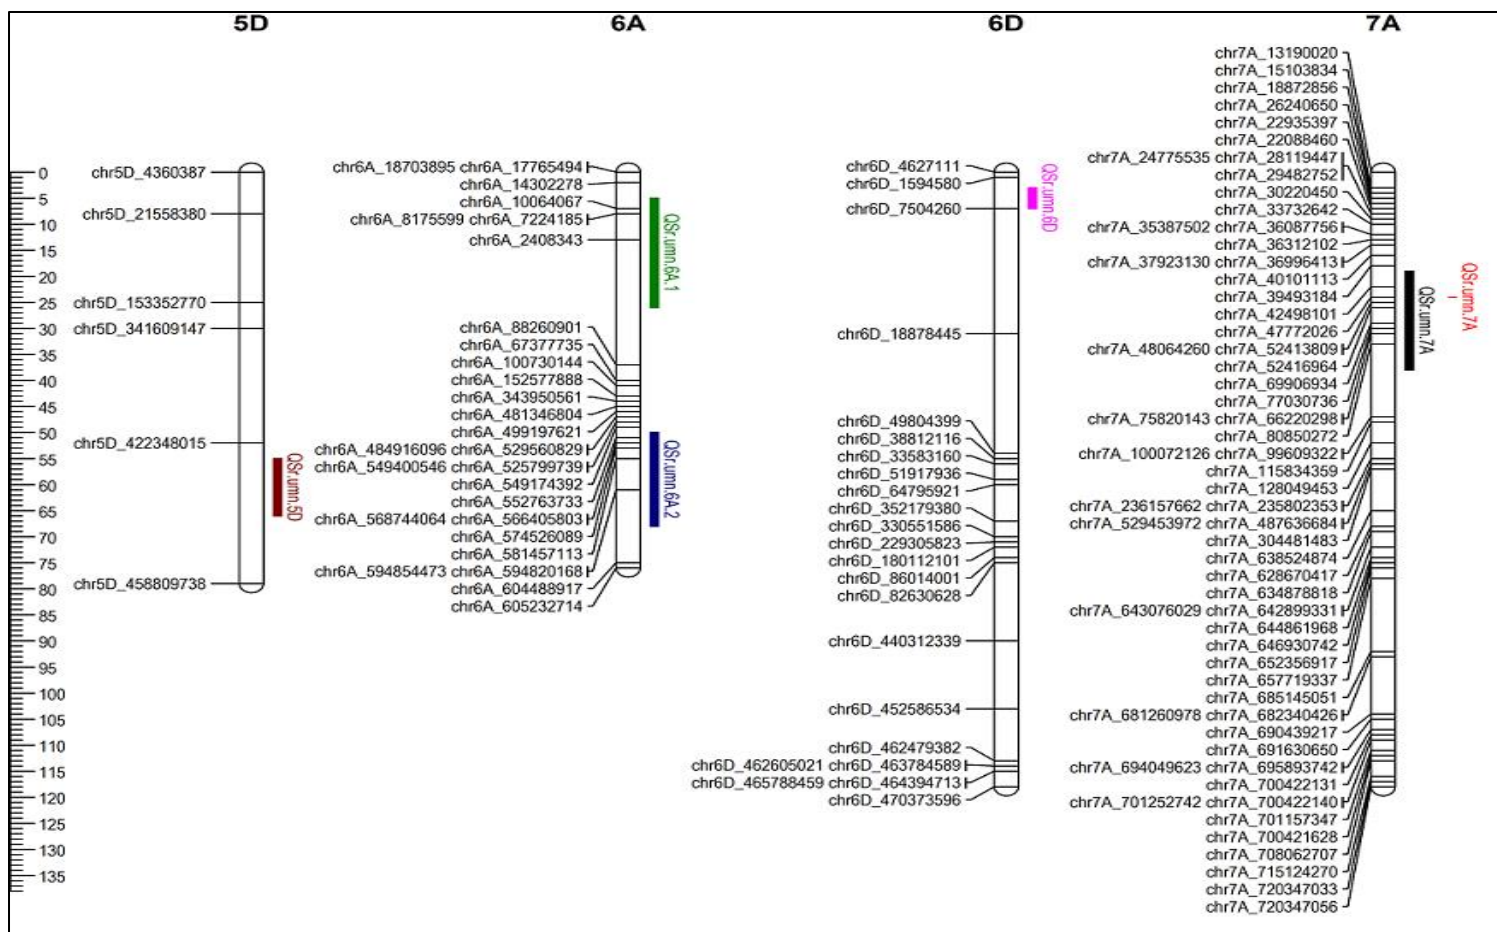 5D 6A 6D 7A
0
5
10
15
20
25
30
35
40
45
50
55
60
65
70
75
80
85
90
95
100
105
110
115
120
125
130
135
chr5D_4360387
chr5D_21558380
chr5D_153352770
chr5D_341609147
chr5D_422348015
chr5D_458809738
QSr.umn.5D
chr6A_18703895 chr6A_17765494
chr6A_14302278
chr6A_10064067
chr6A_8175599 chr6A_7224185
chr6A_2408343
chr6A_88260901
chr6A_67377735
chr6A_100730144
chr6A_152577888
chr6A_343950561
chr6A_481346804
chr6A_499197621
chr6A_484916096 chr6A_529560829
chr6A_549400546 chr6A_525799739
chr6A_549174392
chr6A_552763733
chr6A_568744064 chr6A_566405803
chr6A_574526089
chr6A_581457113
chr6A_594854473 chr6A_594820168
chr6A_604488917
chr6A_605232714
QSr.umn.6A.1
QSr.umn.6A.2
chr6D_4627111
chr6D_1594580
chr6D_7504260
chr6D_18878445
chr6D_49804399
chr6D_38812116
chr6D_33583160
chr6D_51917936
chr6D_64795921
chr6D_352179380
chr6D_330551586
chr6D_229305823
chr6D_180112101
chr6D_86014001
chr6D_82630628
chr6D_440312339
chr6D_452586534
chr6D_462479382
chr6D_462605021 chr6D_463784589
chr6D_465788459 chr6D_464394713
chr6D_470373596
QSr.umn.6D
chr7A_13190020
chr7A_15103834
chr7A_18872856
chr7A_26240650
chr7A_22935397
chr7A_22088460
chr7A_24775535 chr7A_28119447
chr7A_29482752
chr7A_30220450
chr7A_33732642
chr7A_35387502 chr7A_36087756
chr7A_36312102
chr7A_37923130 chr7A_36996413
chr7A_40101113
chr7A_39493184
chr7A_42498101
chr7A_47772026
chr7A_48064260 chr7A_52413809
chr7A_52416964
chr7A_69906934
chr7A_77030736
chr7A_75820143 chr7A_66220298
chr7A_80850272
chr7A_100072126 chr7A_99609322
chr7A_115834359
chr7A_128049453
chr7A_236157662 chr7A_235802353
chr7A_529453972 chr7A_487636684
chr7A_304481483
chr7A_638524874
chr7A_628670417
chr7A_634878818
chr7A_643076029 chr7A_642899331
chr7A_644861968
chr7A_646930742
chr7A_652356917
chr7A_657719337
chr7A_685145051
chr7A_681260978 chr7A_682340426
chr7A_690439217
chr7A_691630650
chr7A_694049623 chr7A_695893742
chr7A_700422131
chr7A_701252742 chr7A_700422140
chr7A_701157347
chr7A_700421628
chr7A_708062707
chr7A_715124270
chr7A_720347033
chr7A_720347056
QSr.umn.7A
QSr.umn.7A